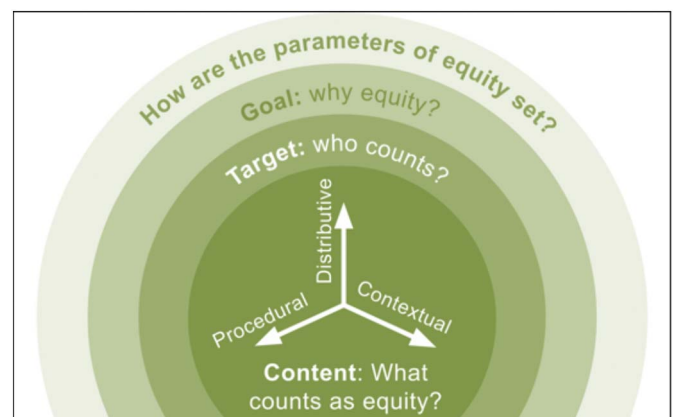 How are the parameters of equity set?
Goal: why equity?
Target: who counts?
Distributive
Procedural
Contextual
Content: What
counts as equity?